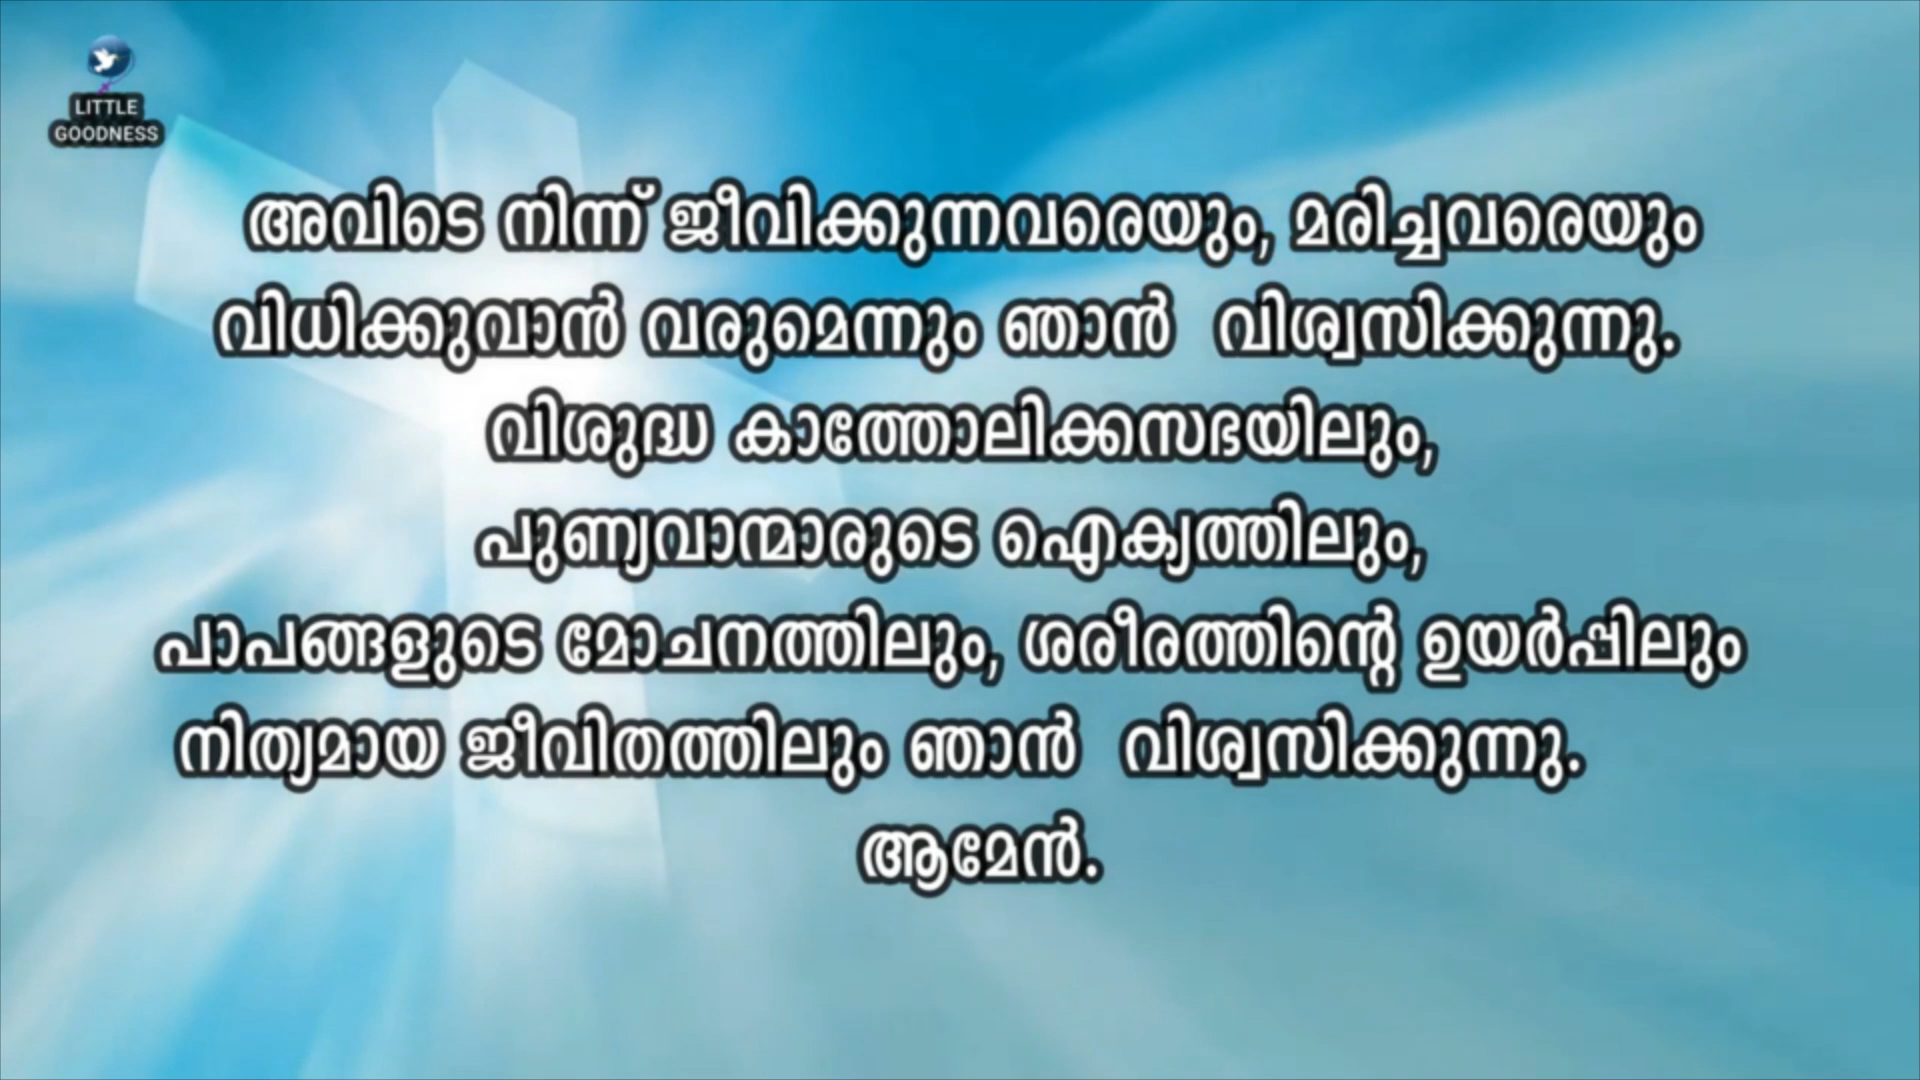 LITTLE
GOODNESS
അവിടെ നിന്ന് ജീവിക്കുന്നവരെയും, മരിച്ചവരെയും
വിധിക്കുവാൻ വരുമെന്നും ഞാൻ വിശ്വസിക്കുന്നു.
വിശുദ്ധ കാത്തോലിക്കസഭയിലും,
പുണ്യവാന്മാരുടെ ഐക്യത്തിലും,
പാപങ്ങളുടെ മോചനത്തിലും, ശരീരത്തിന്റെ ഉയർപ്പിലും
നിത്യമായ ജീവിതത്തിലും ഞാൻ വിശ്വസിക്കുന്നു.
ആമേൻ.